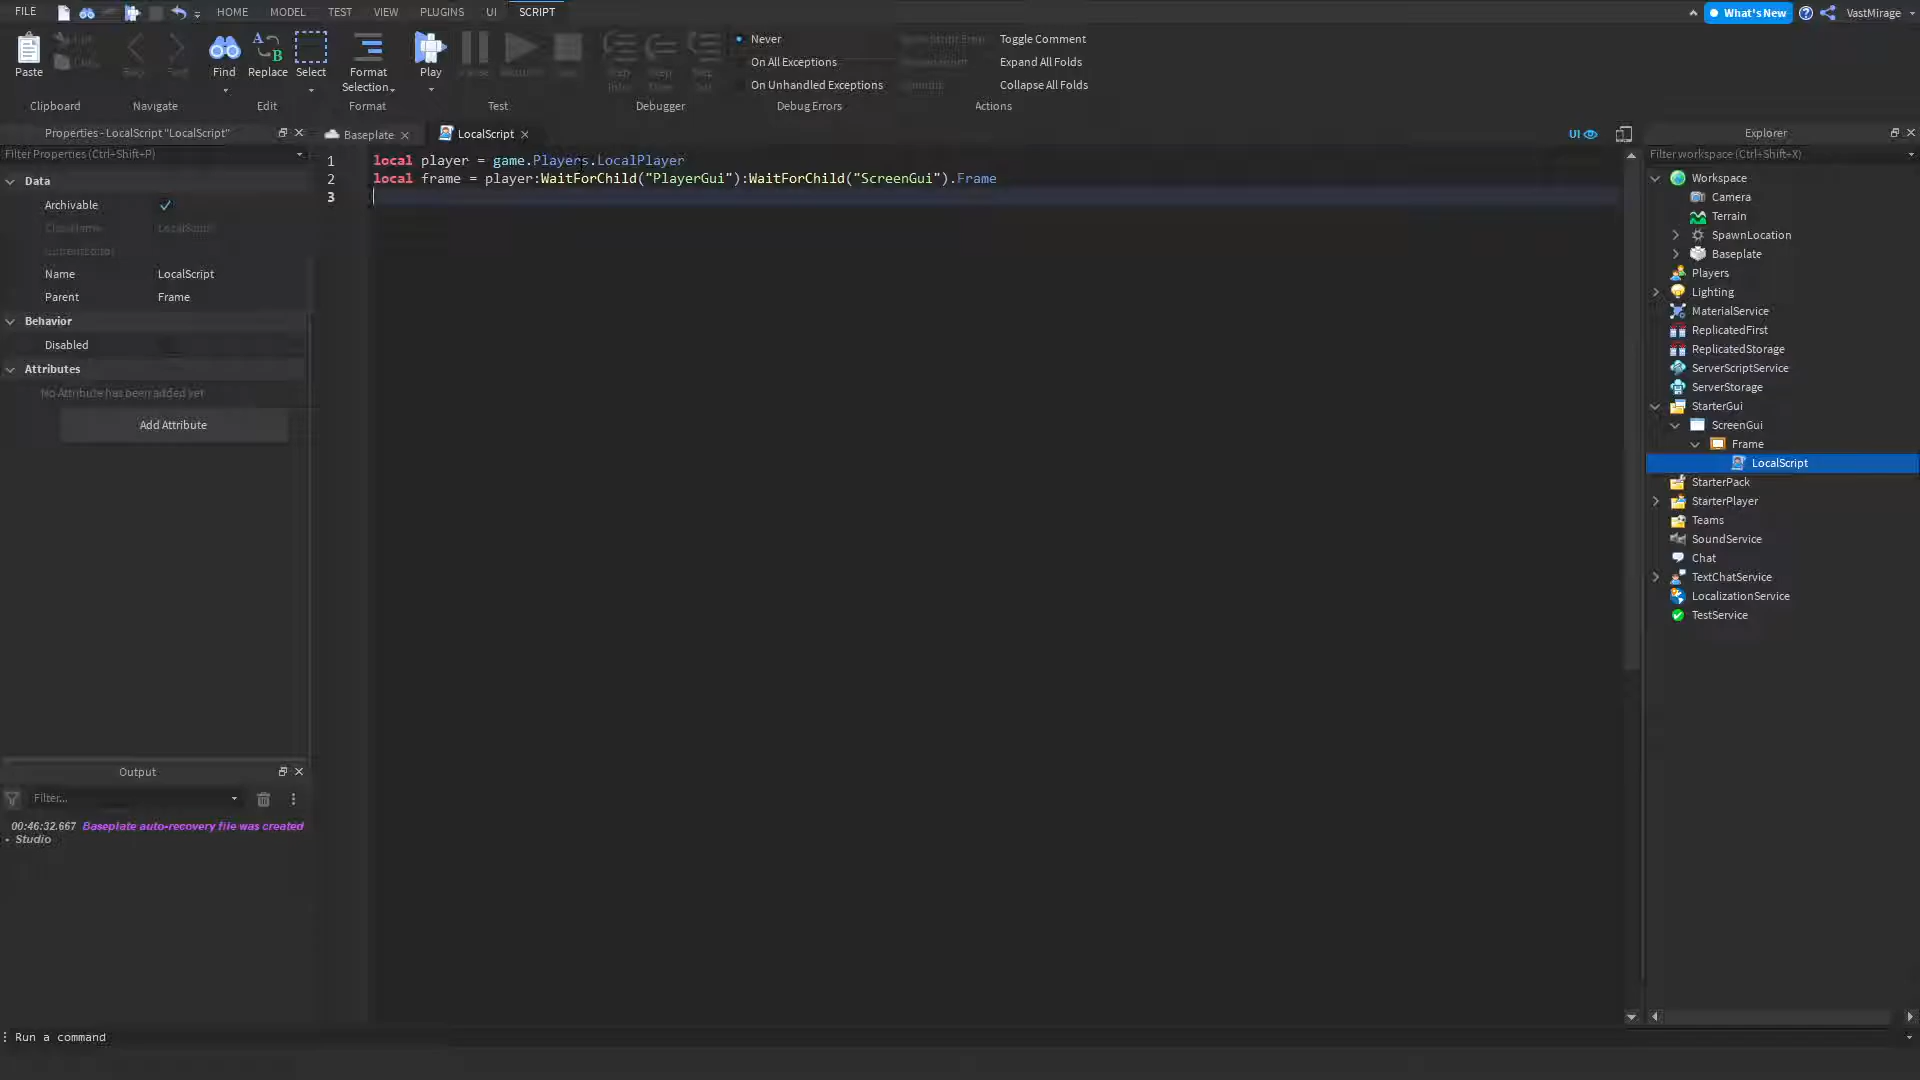 FILE
HOME
MODEL
TEST
VIEW
PLUGINS
UI
SCRIPT
What's New
VastMirage
Paste
Find
Replace
Select
Format
Selection
Play
Never
On All Exceptions
On Unhandled Exceptions
Toggle Comment
Expand All Folds
Collapse All Folds
Clipboard
Navigate
Edit
Format
Test
Debugger
Debug Errors
Actions
Properties - LocalScript "LocalScript"
Filter Properties (Ctrl+Shift+P)
Data
Archivable
ClassName LocalScript
Name LocalScript
Parent Frame
Behavior
Disabled
Attributes
No Attribute has been added yet
Add Attribute
Output
Filter...
00:46:32.667 Baseplate auto-recovery file was created
- Studio
Baseplate
LocalScript
UI
1 local player = game.Players.LocalPlayer
2 local frame = player:WaitForChild("PlayerGui"):WaitForChild("ScreenGui").Frame
3
Explorer
Filter workspace (Ctrl+Shift+X)
Workspace
Camera
Terrain
SpawnLocation
Baseplate
Players
Lighting
MaterialService
ReplicatedFirst
ReplicatedStorage
ServerScriptService
ServerStorage
StarterGui
ScreenGui
Frame
LocalScript
StarterPack
StarterPlayer
Teams
SoundService
Chat
TextChatService
LocalizationService
TestService
Run a command